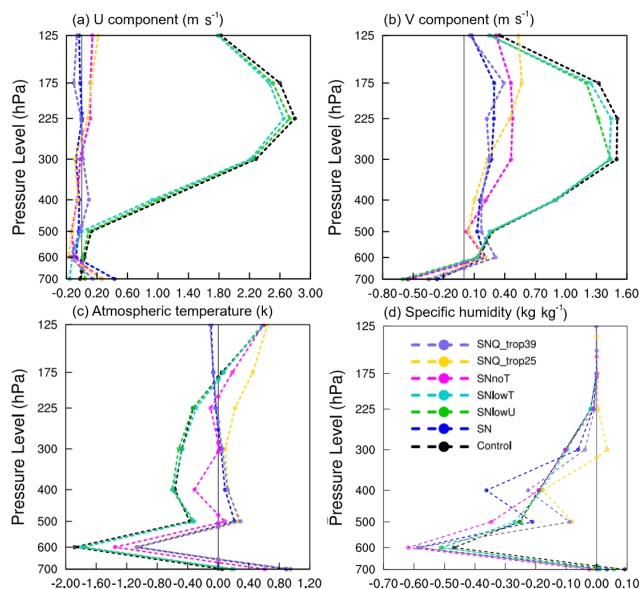 (a) U component (m s⁻¹)
(b) V component (m s⁻¹)
Pressure Level (hPa)
125
175
225
300
400
500
600
700
-0.20 0.00 0.60 1.20 1.80 2.40 3.00
Pressure Level (hPa)
125
175
225
300
400
500
600
700
-0.80 -0.50 -0.20 0.10 0.40 0.70 1.00 1.30 1.60
(c) Atmospheric temperature (k)
(d) Specific humidity (kg kg⁻¹)
Pressure Level (hPa)
125
175
225
300
400
500
600
700
-2.00 -1.60 -1.20 -0.80 -0.40 0.00 0.40 0.80 1.20
Pressure Level (hPa)
125
175
225
300
400
500
600
700
-0.70 -0.60 -0.50 -0.40 -0.30 -0.20 -0.10 0.00 0.10
SNQ_trop39
SNQ_trop25
SNnoT
SNlowT
SNlowU
SN
Control